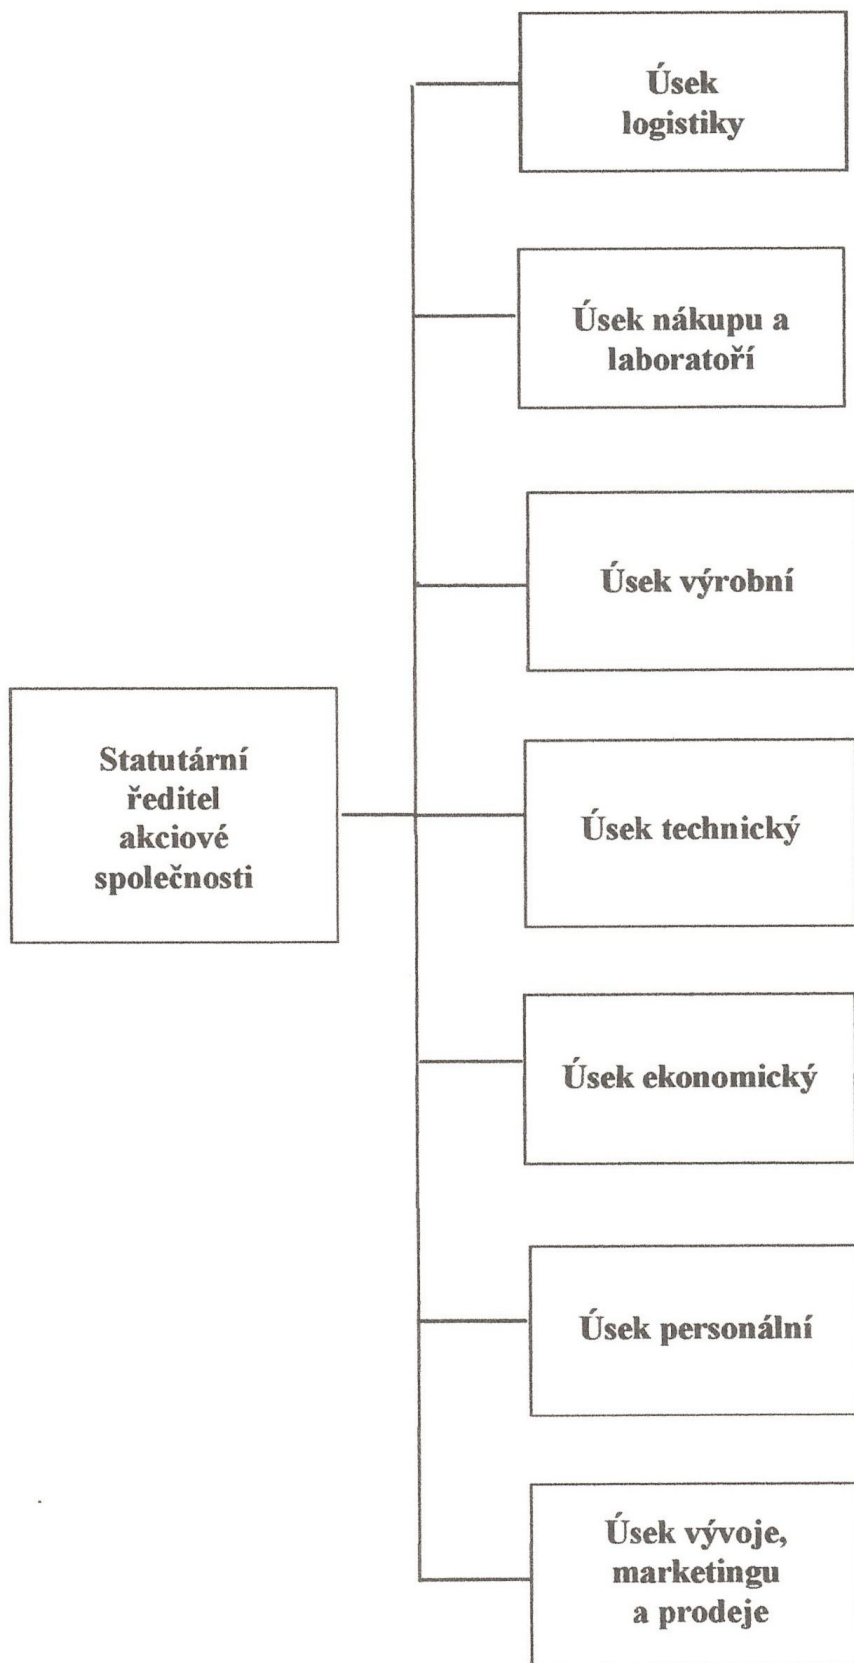 Úsek
logistiky
Úsek nákupu a
laboratoří
Úsek výrobní
Statutární
ředitel
akciové
společnosti
Úsek technický
Úsek ekonomický
Úsek personální
Úsek vývoje,
marketingu
a prodeje